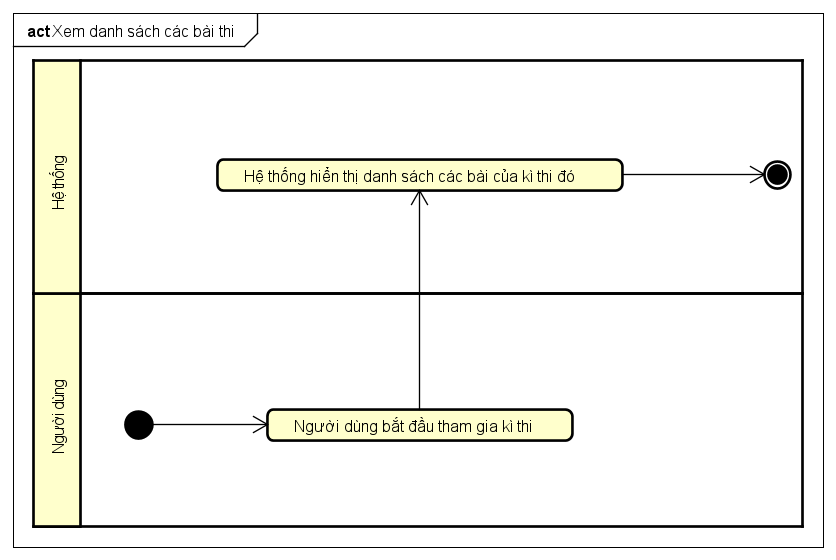 act Xem danh sách các bài thi
Hệ thống
Hệ thống hiển thị danh sách các bài của kì thi đó
Người dùng
Người dùng bắt đầu tham gia kì thi